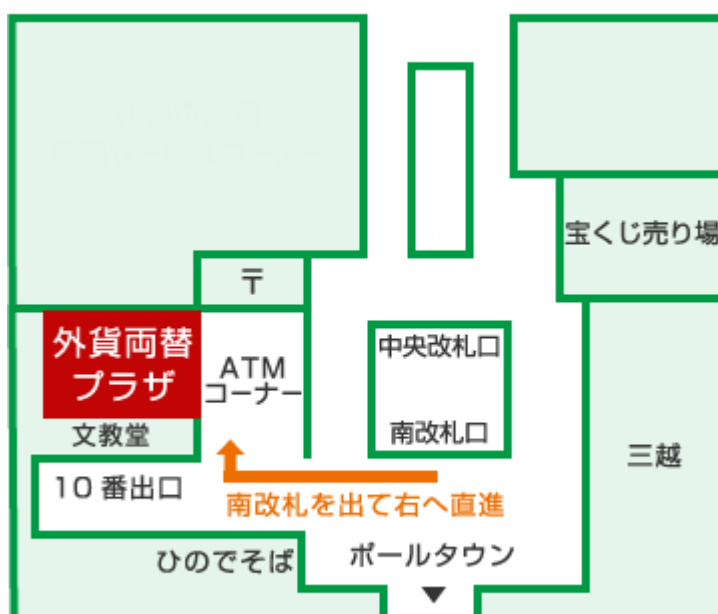 宝くじ売り場
〒
外貨両替
プラザ
ATM
コーナー
中央改札口
南改札口
文教堂
三越
10番出口
南改札を出て右へ直進
ひのでそば
ポールタウン